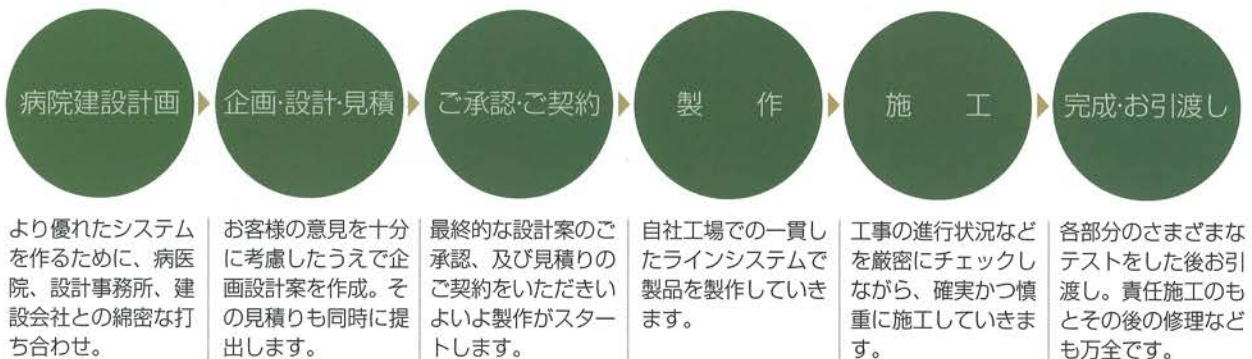 病院建設計画
企画・設計・見積
ご承認・ご契約
製作
施工
完成・お引渡し
より優れたシステム
を作るために、病医
院、設計事務所、建
設会社との綿密な打
ち合わせ。
お客様の意見を十分
に考慮したうえで企
画設計案を作成。そ
の見積りも同時に提
出します。
最終的な設計案のご
承認、及び見積りの
ご契約をいただきい
よいよ製作がスター
トします。
自社工場での一貫し
たラインシステムで
製品を製作していき
ます。
工事の進行状況など
を厳密にチェックし
ながら、確実かつ慎
重に施工していきま
す。
各部分のさまざまな
テストをした後お引
渡し。責任施工のも
とその後の修理など
も万全です。